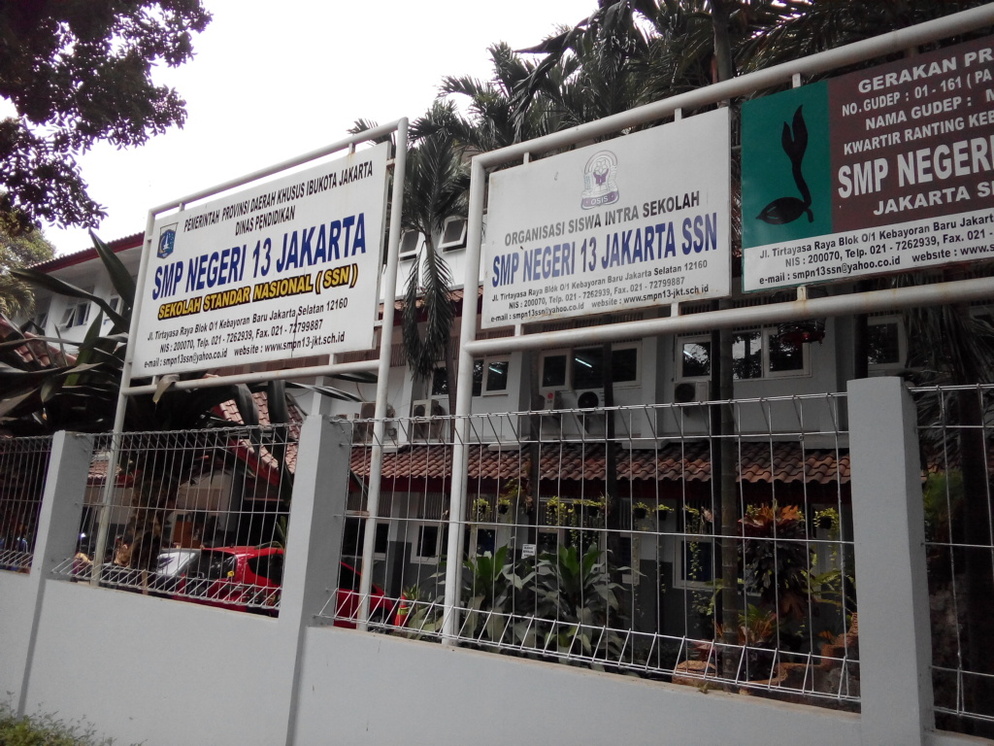 PEMERINTAH PROVINSI DAERAH KHUSUS IBUKOTA JAKARTA
DINAS PENDIDIKAN
SMP NEGERI 13 JAKARTA
SEKOLAH STANDAR NASIONAL (SSN)
Jl. Tirtayasa Raya Blok O/1 Kebayoran Baru Jakarta Selatan 12160
NIS : 200070, Telp. 021 - 7262939, Fax. 021 - 72799887
e-mail : smpn13ssn@yahoo.co.id website : www.smpn13-jkt.sch.id
OSIS
ORGANISASI SISWA INTRA SEKOLAH
SMP NEGERI 13 JAKARTA SSN
Jl. Tirtayasa Raya Blok O/1 Kebayoran Baru Jakarta Selatan 12160
NIS : 200070, Telp. 021 - 7262939, Fax. 021 - 72799887
e-mail : smpn13ssn@yahoo.co.id website : www.smpn13-jkt.sch.id
GERAKAN PR
NO. GUDEP : 01 - 161 ( PA
NAMA GUDEP : M
KWARTIR RANTING KEB
SMP NEGERI
JAKARTA SE
Jl. Tirtayasa Raya Blok O/1 Kebayoran Baru Jakarta
NIS : 200070, Telp. 021 - 7262939, Fax. 021 -
e-mail : smpn13ssn@yahoo.co.id website : www.smpn